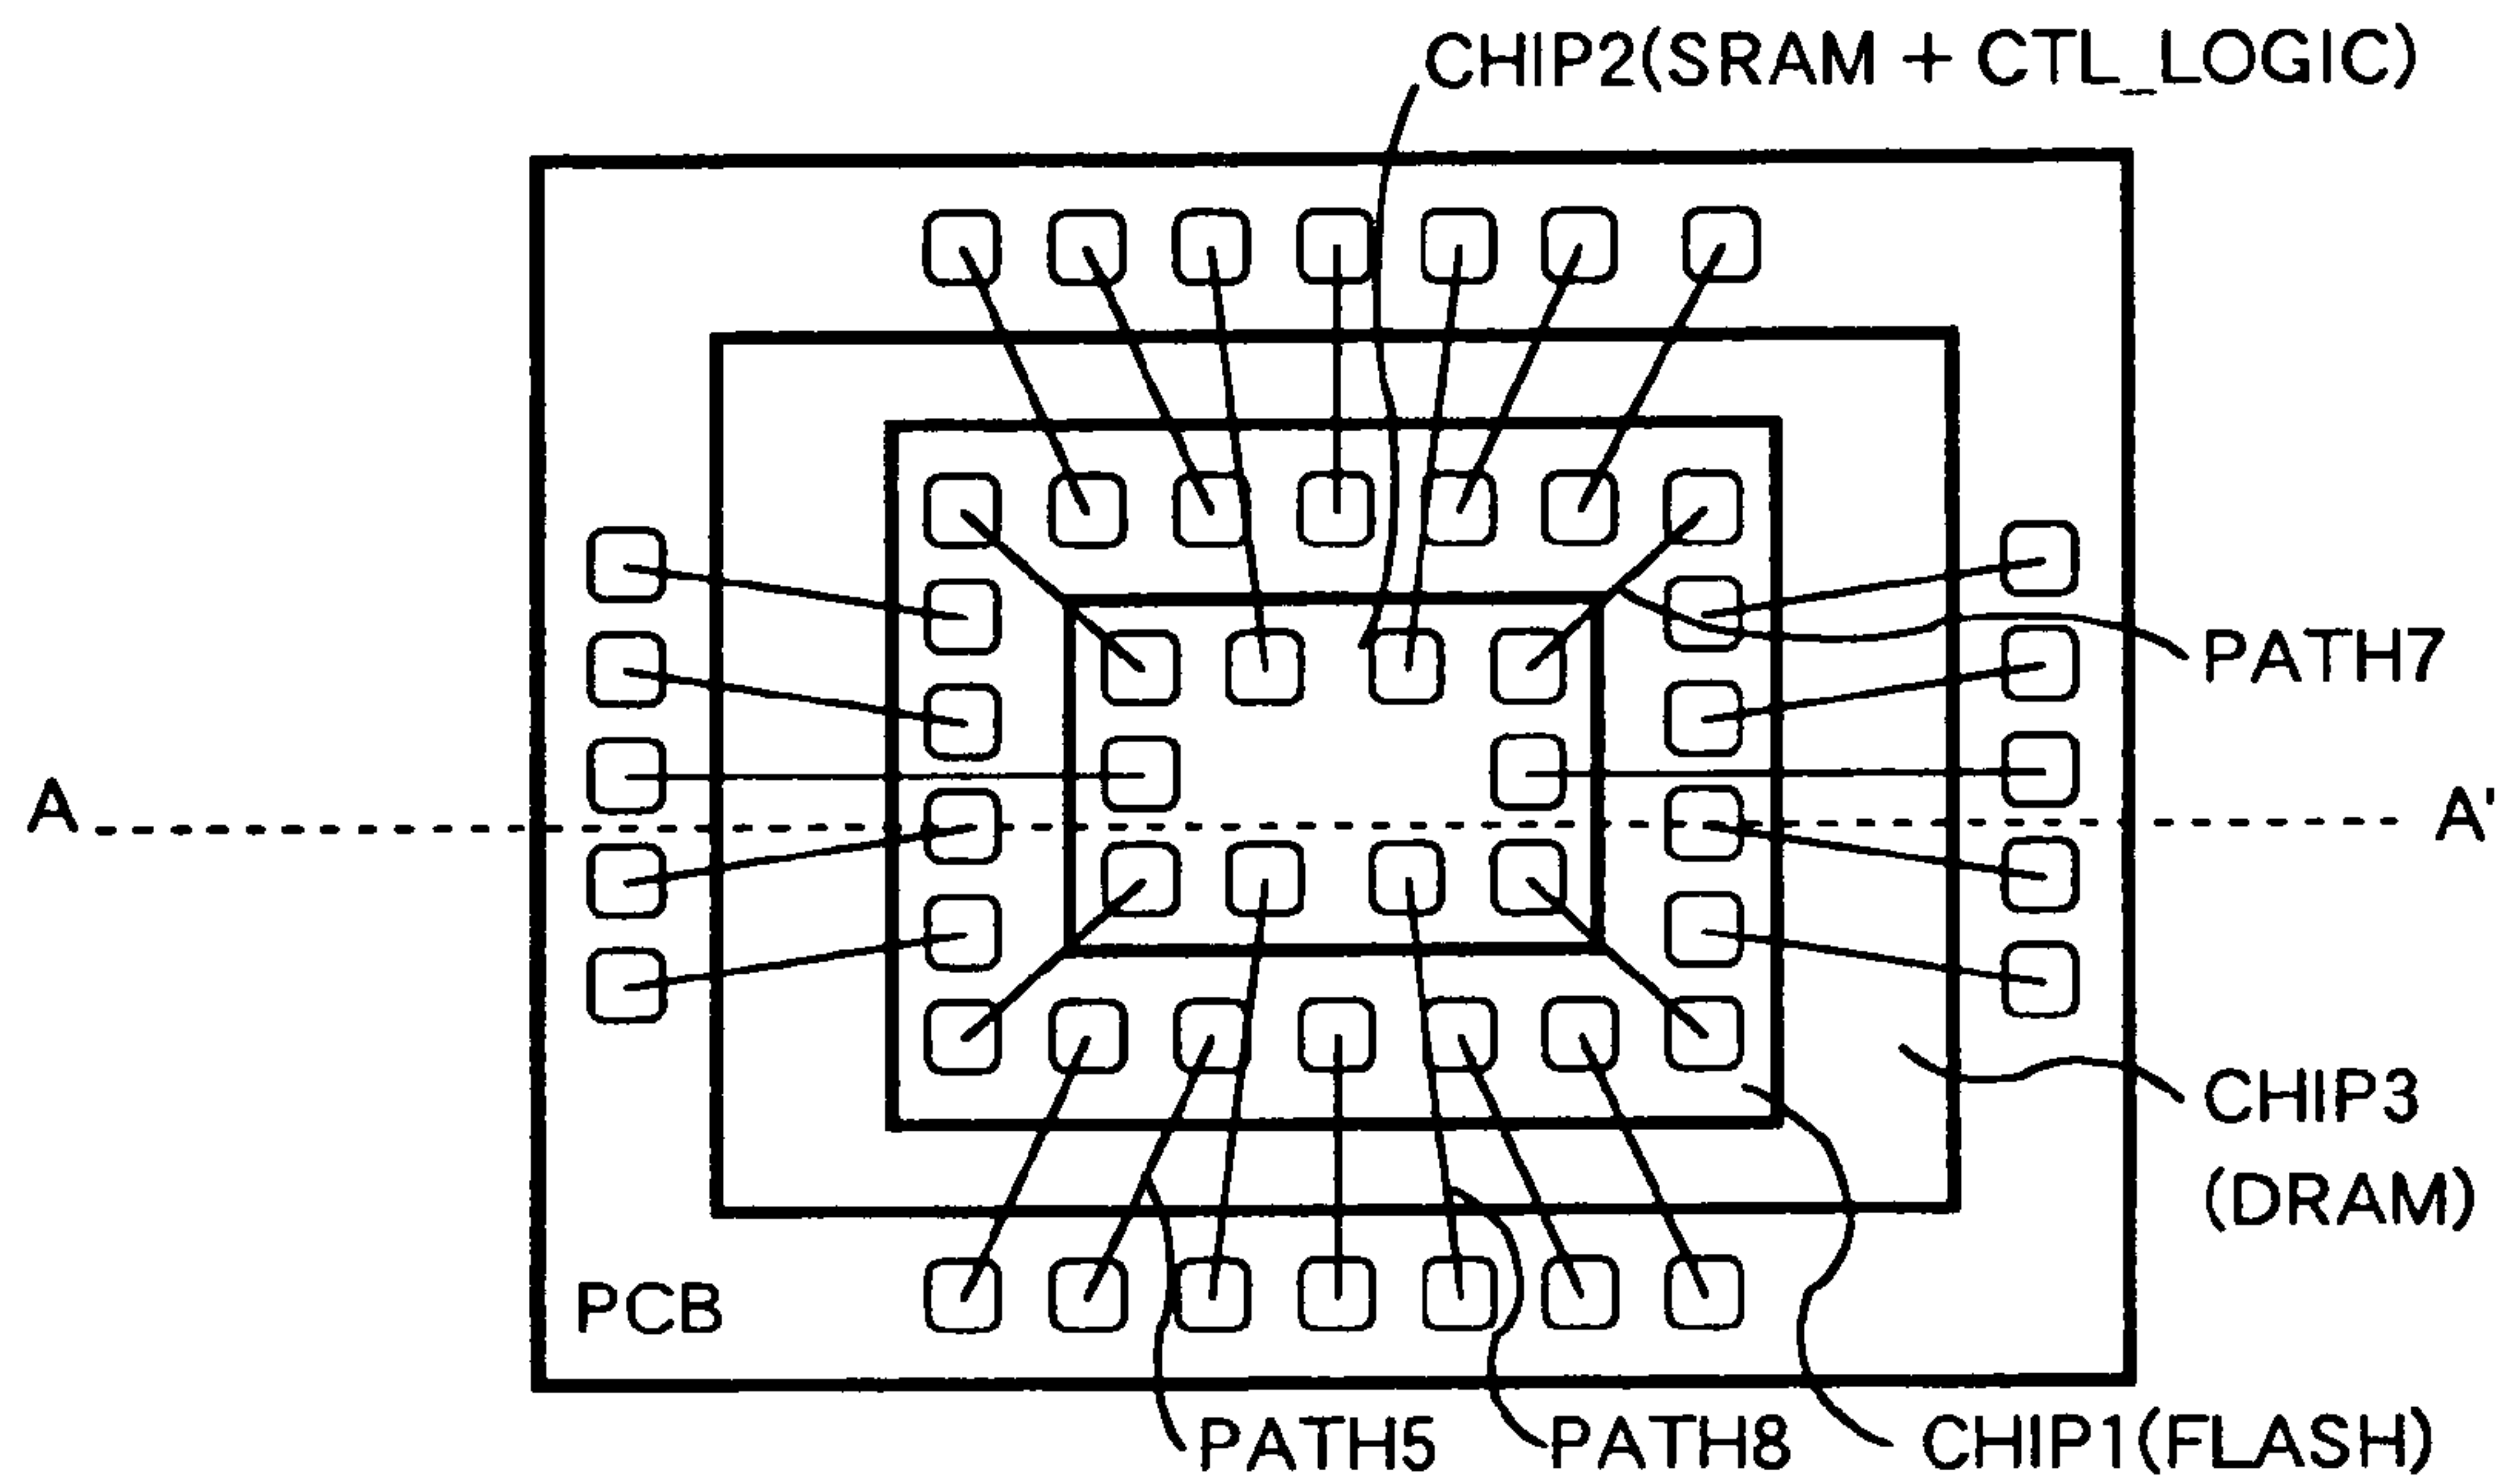 CHIP2(SRAM + CTL_LOGIC)
PATH7
A
A'
CHIP3
(DRAM)
PCB
PATH5
PATH8
CHIP1(FLASH)